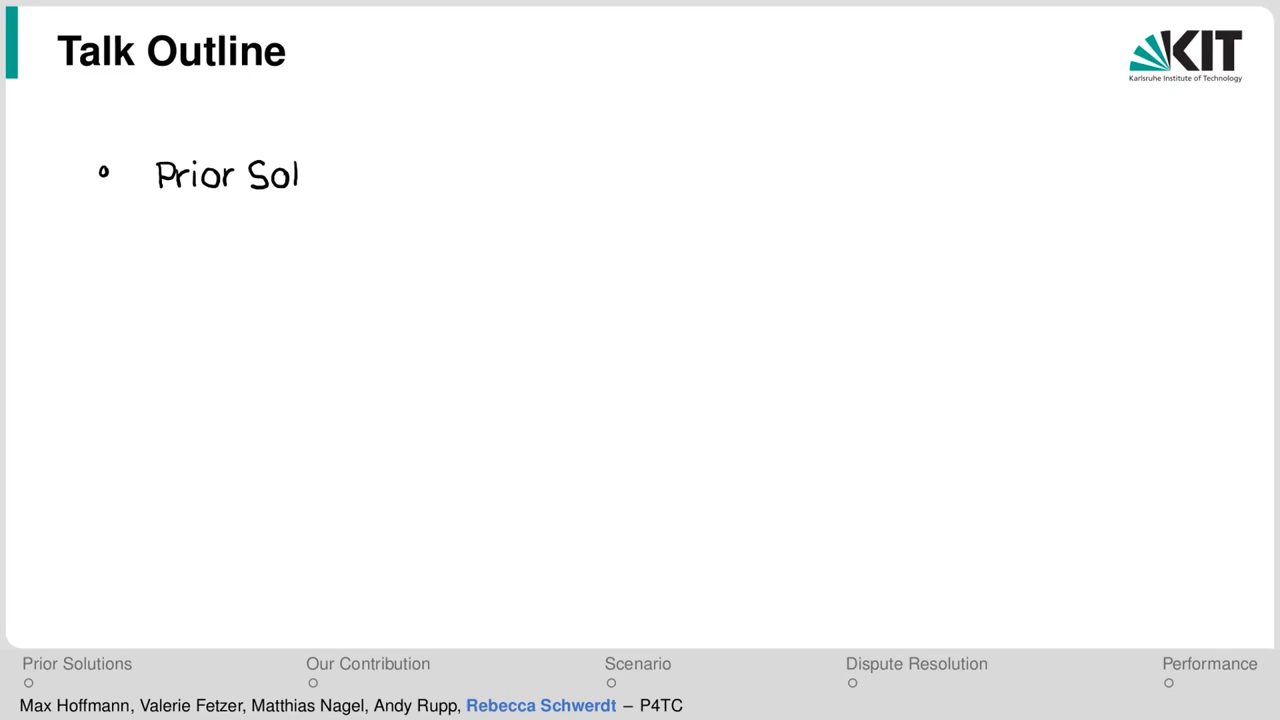 Talk Outline
KIT
Karlsruhe Institute of Technology
Prior Sol
Prior Solutions
Our Contribution
Scenario
Dispute Resolution
Performance
Max Hoffmann, Valerie Fetzer, Matthias Nagel, Andy Rupp, Rebecca Schwerdt – P4TC